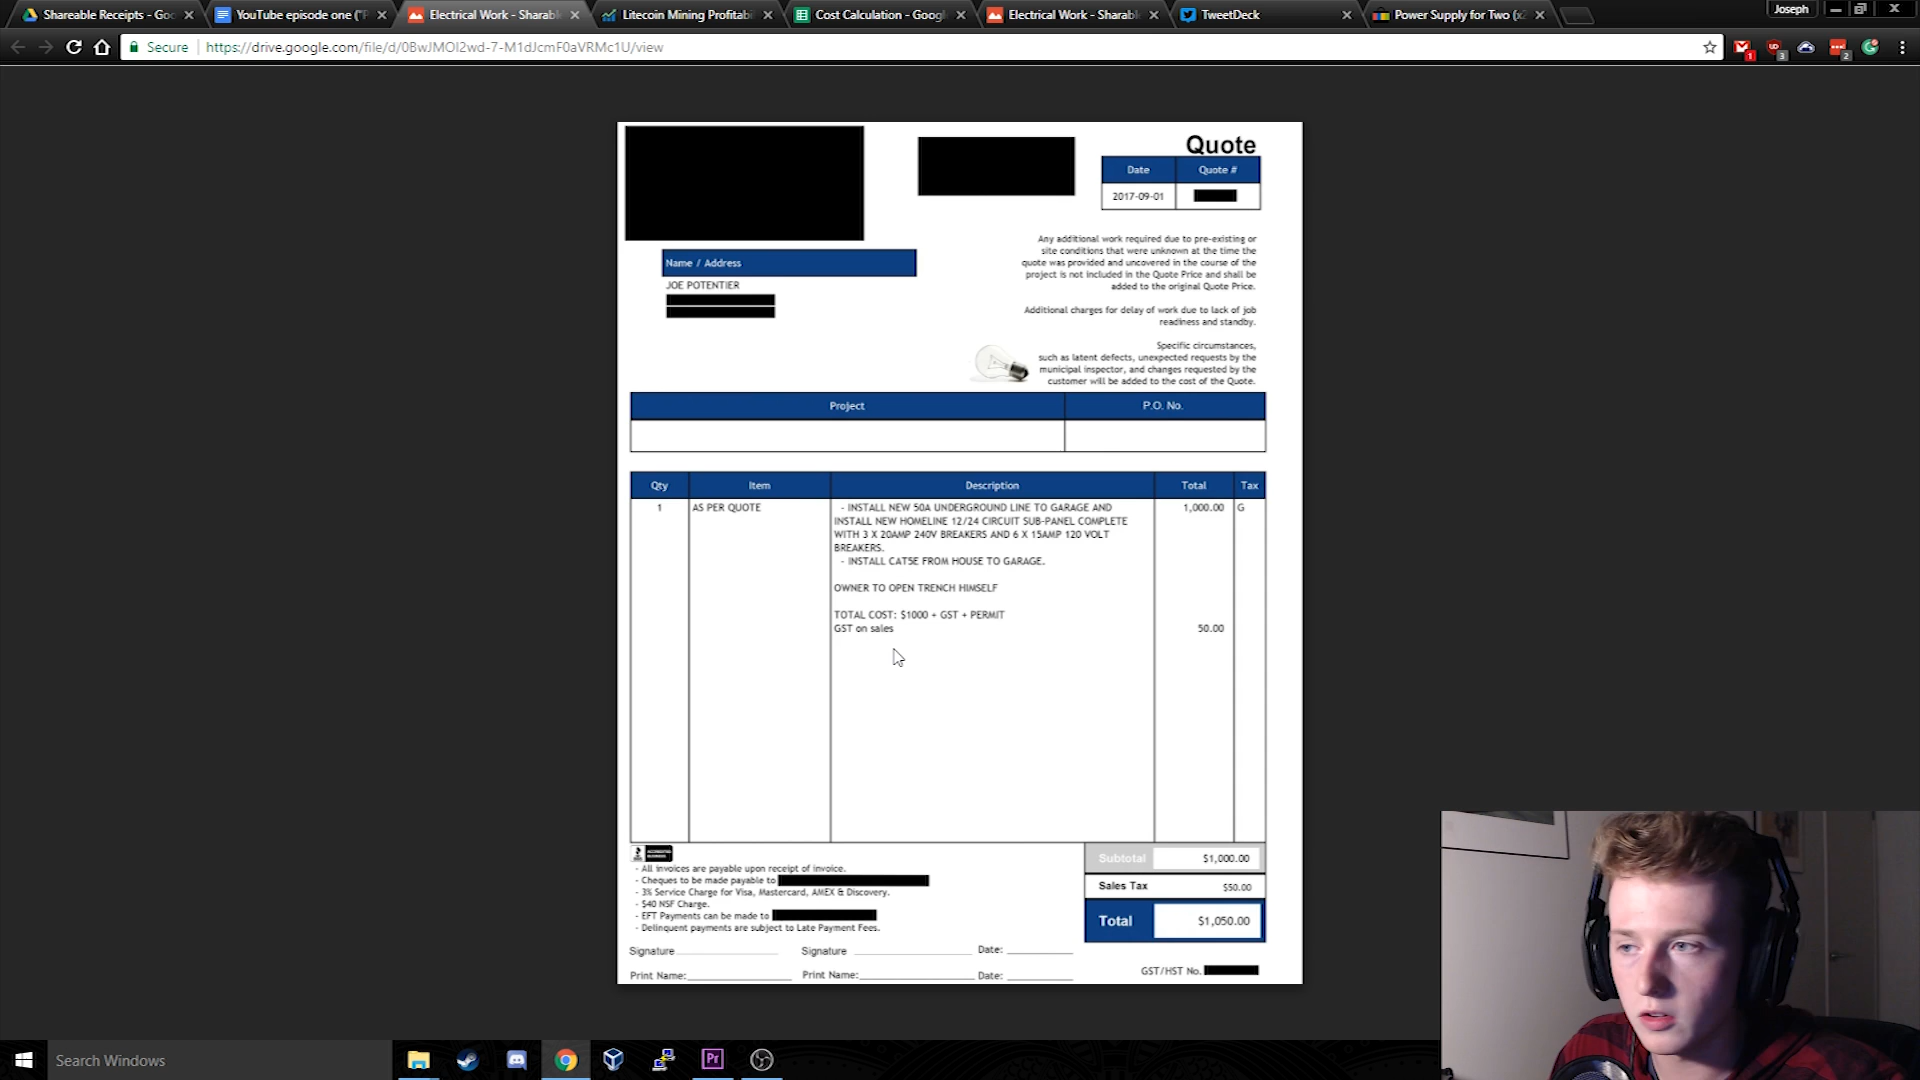 Shareable Receipts - Goo
YouTube episode one ("P
Electrical Work - Sharabl
Litecoin Mining Profitabi
Cost Calculation - Googl
Electrical Work - Sharabl
TweetDeck
Power Supply for Two (x2
Joseph
Secure
https://drive.google.com/file/d/0BwJMOI2wd-7-M1dJcmF0aVRMc1U/view
1
3
2
Quote
Date
Quote #
2017-09-01
Any additional work required due to pre-existing or
site conditions that were unknown at the time the
quote was provided and uncovered in the course of the
project is not included in the Quote Price and shall be
added to the original Quote Price.
Name / Address
JOE POTENTIER
Additional charges for delay of work due to lack of job
readiness and standby.
Specific circumstances,
such as latent defects, unexpected requests by the
municipal inspector, and changes requested by the
customer will be added to the cost of the Quote.
Project
P.O. No.
Qty
Item
Description
Total
Tax
1
AS PER QUOTE
- INSTALL NEW 50A UNDERGROUND LINE TO GARAGE AND
INSTALL NEW HOMELINE 12/24 CIRCUIT SUB-PANEL COMPLETE
WITH 3 X 20AMP 240V BREAKERS AND 6 X 15AMP 120 VOLT
BREAKERS.
- INSTALL CAT5E FROM HOUSE TO GARAGE.
OWNER TO OPEN TRENCH HIMSELF
TOTAL COST: $1000 + GST + PERMIT
GST on sales
1,000.00
G
50.00
- All invoices are payable upon receipt of invoice.
- Cheques to be made payable to
- 3% Service Charge for Visa, Mastercard, AMEX & Discovery.
- $40 NSF Charge.
- EFT Payments can be made to
- Delinquent payments are subject to Late Payment Fees.
Subtotal $1,000.00
Sales Tax $50.00
Total $1,050.00
Signature
Signature
Date:
Print Name:
Print Name:
Date:
GST/HST No.
Search Windows
Pr